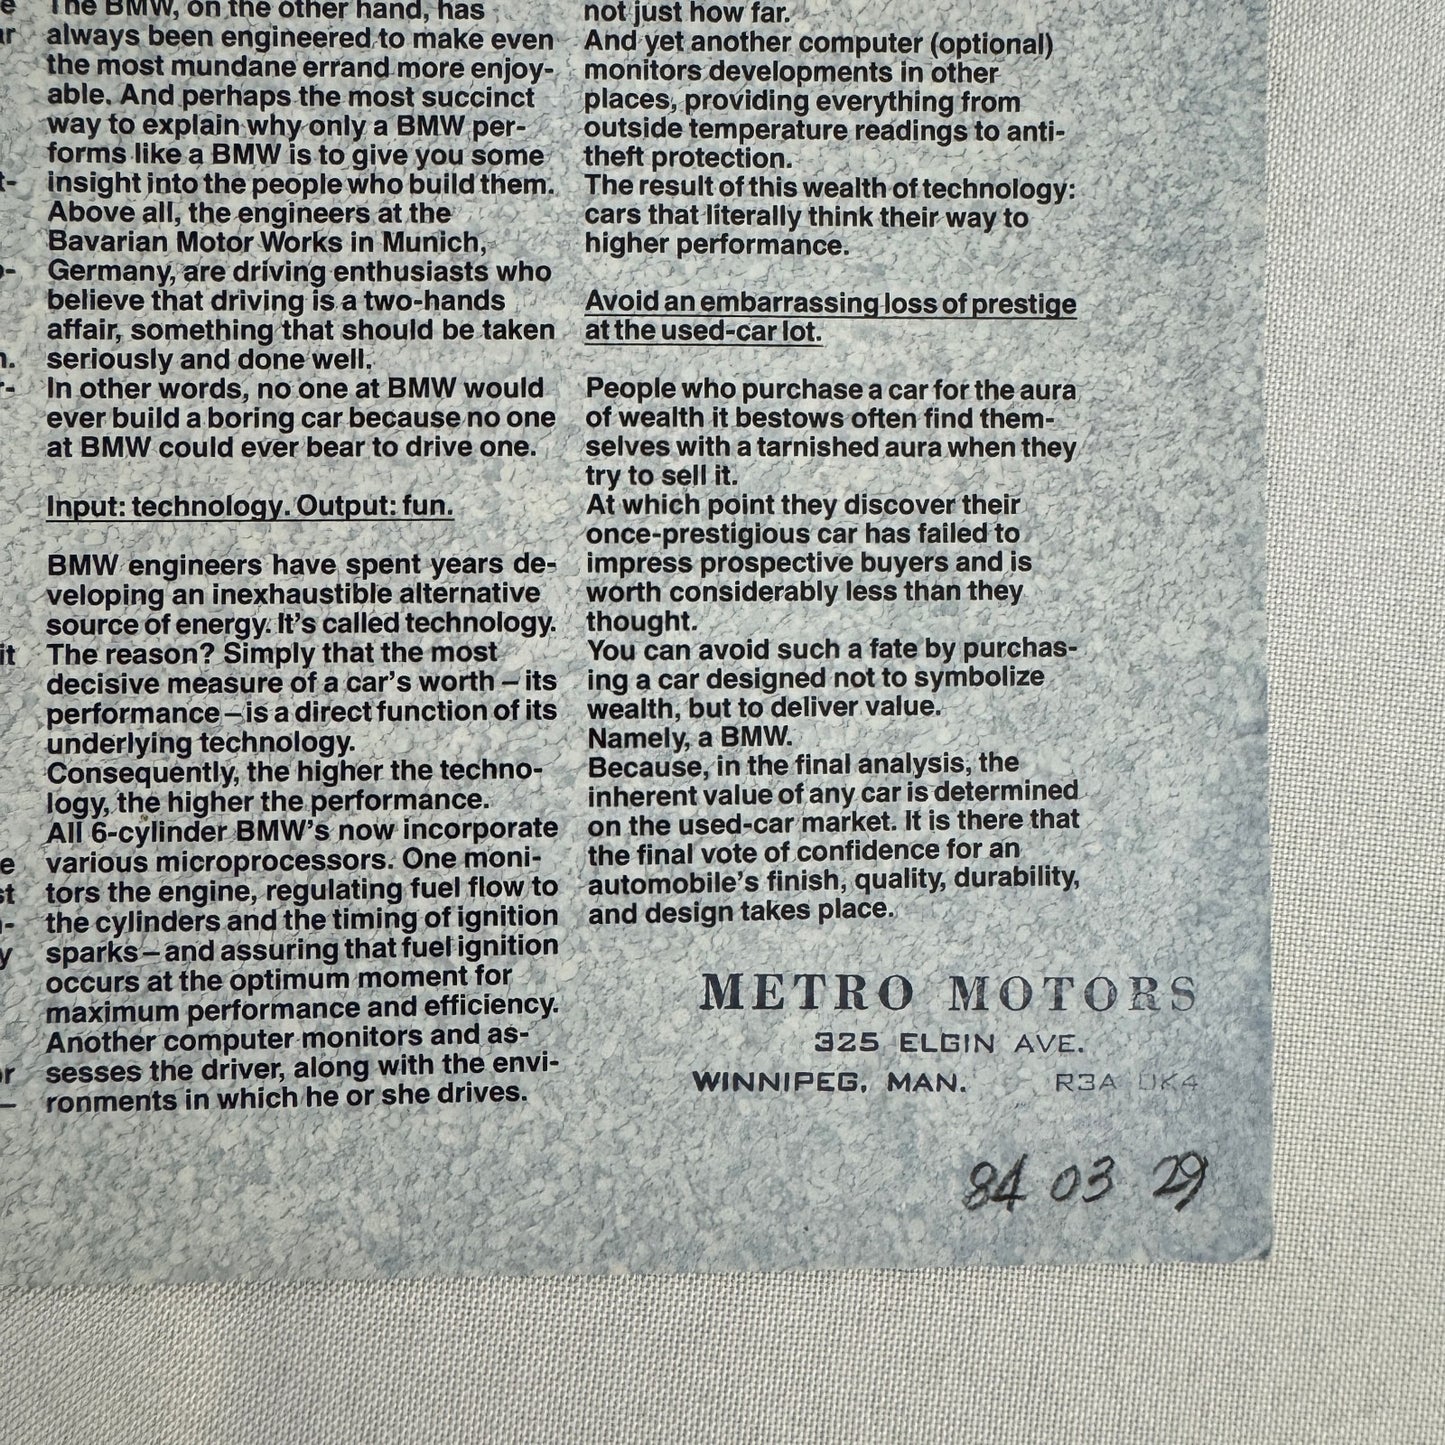 The BMW, on the other hand, has
always been engineered to make even
the most mundane errand more enjoy-
able. And perhaps the most succinct
way to explain why only a BMW per-
forms like a BMW is to give you some
insight into the people who build them.
Above all, the engineers at the
Bavarian Motor Works in Munich,
Germany, are driving enthusiasts who
believe that driving is a two-hands
affair, something that should be taken
seriously and done well.
In other words, no one at BMW would
ever build a boring car because no one
at BMW could ever bear to drive one.
Input: technology. Output: fun.
BMW engineers have spent years de-
veloping an inexhaustible alternative
source of energy. It's called technology.
The reason? Simply that the most
decisive measure of a car's worth – its
performance – is a direct function of its
underlying technology.
Consequently, the higher the techno-
logy, the higher the performance.
All 6-cylinder BMW's now incorporate
various microprocessors. One moni-
tors the engine, regulating fuel flow to
the cylinders and the timing of ignition
sparks – and assuring that fuel ignition
occurs at the optimum moment for
maximum performance and efficiency.
Another computer monitors and as-
sesses the driver, along with the envi-
ronments in which he or she drives.
not just how far.
And yet another computer (optional)
monitors developments in other
places, providing everything from
outside temperature readings to anti-
theft protection.
The result of this wealth of technology:
cars that literally think their way to
higher performance.
Avoid an embarrassing loss of prestige
at the used-car lot.
People who purchase a car for the aura
of wealth it bestows often find them-
selves with a tarnished aura when they
try to sell it.
At which point they discover their
once-prestigious car has failed to
impress prospective buyers and is
worth considerably less than they
thought.
You can avoid such a fate by purchas-
ing a car designed not to symbolize
wealth, but to deliver value.
Namely, a BMW.
Because, in the final analysis, the
inherent value of any car is determined
on the used-car market. It is there that
the final vote of confidence for an
automobile's finish, quality, durability,
and design takes place.
METRO MOTORS
325 ELGIN AVE.
WINNIPEG, MAN. R3A 0K4
84 03 29